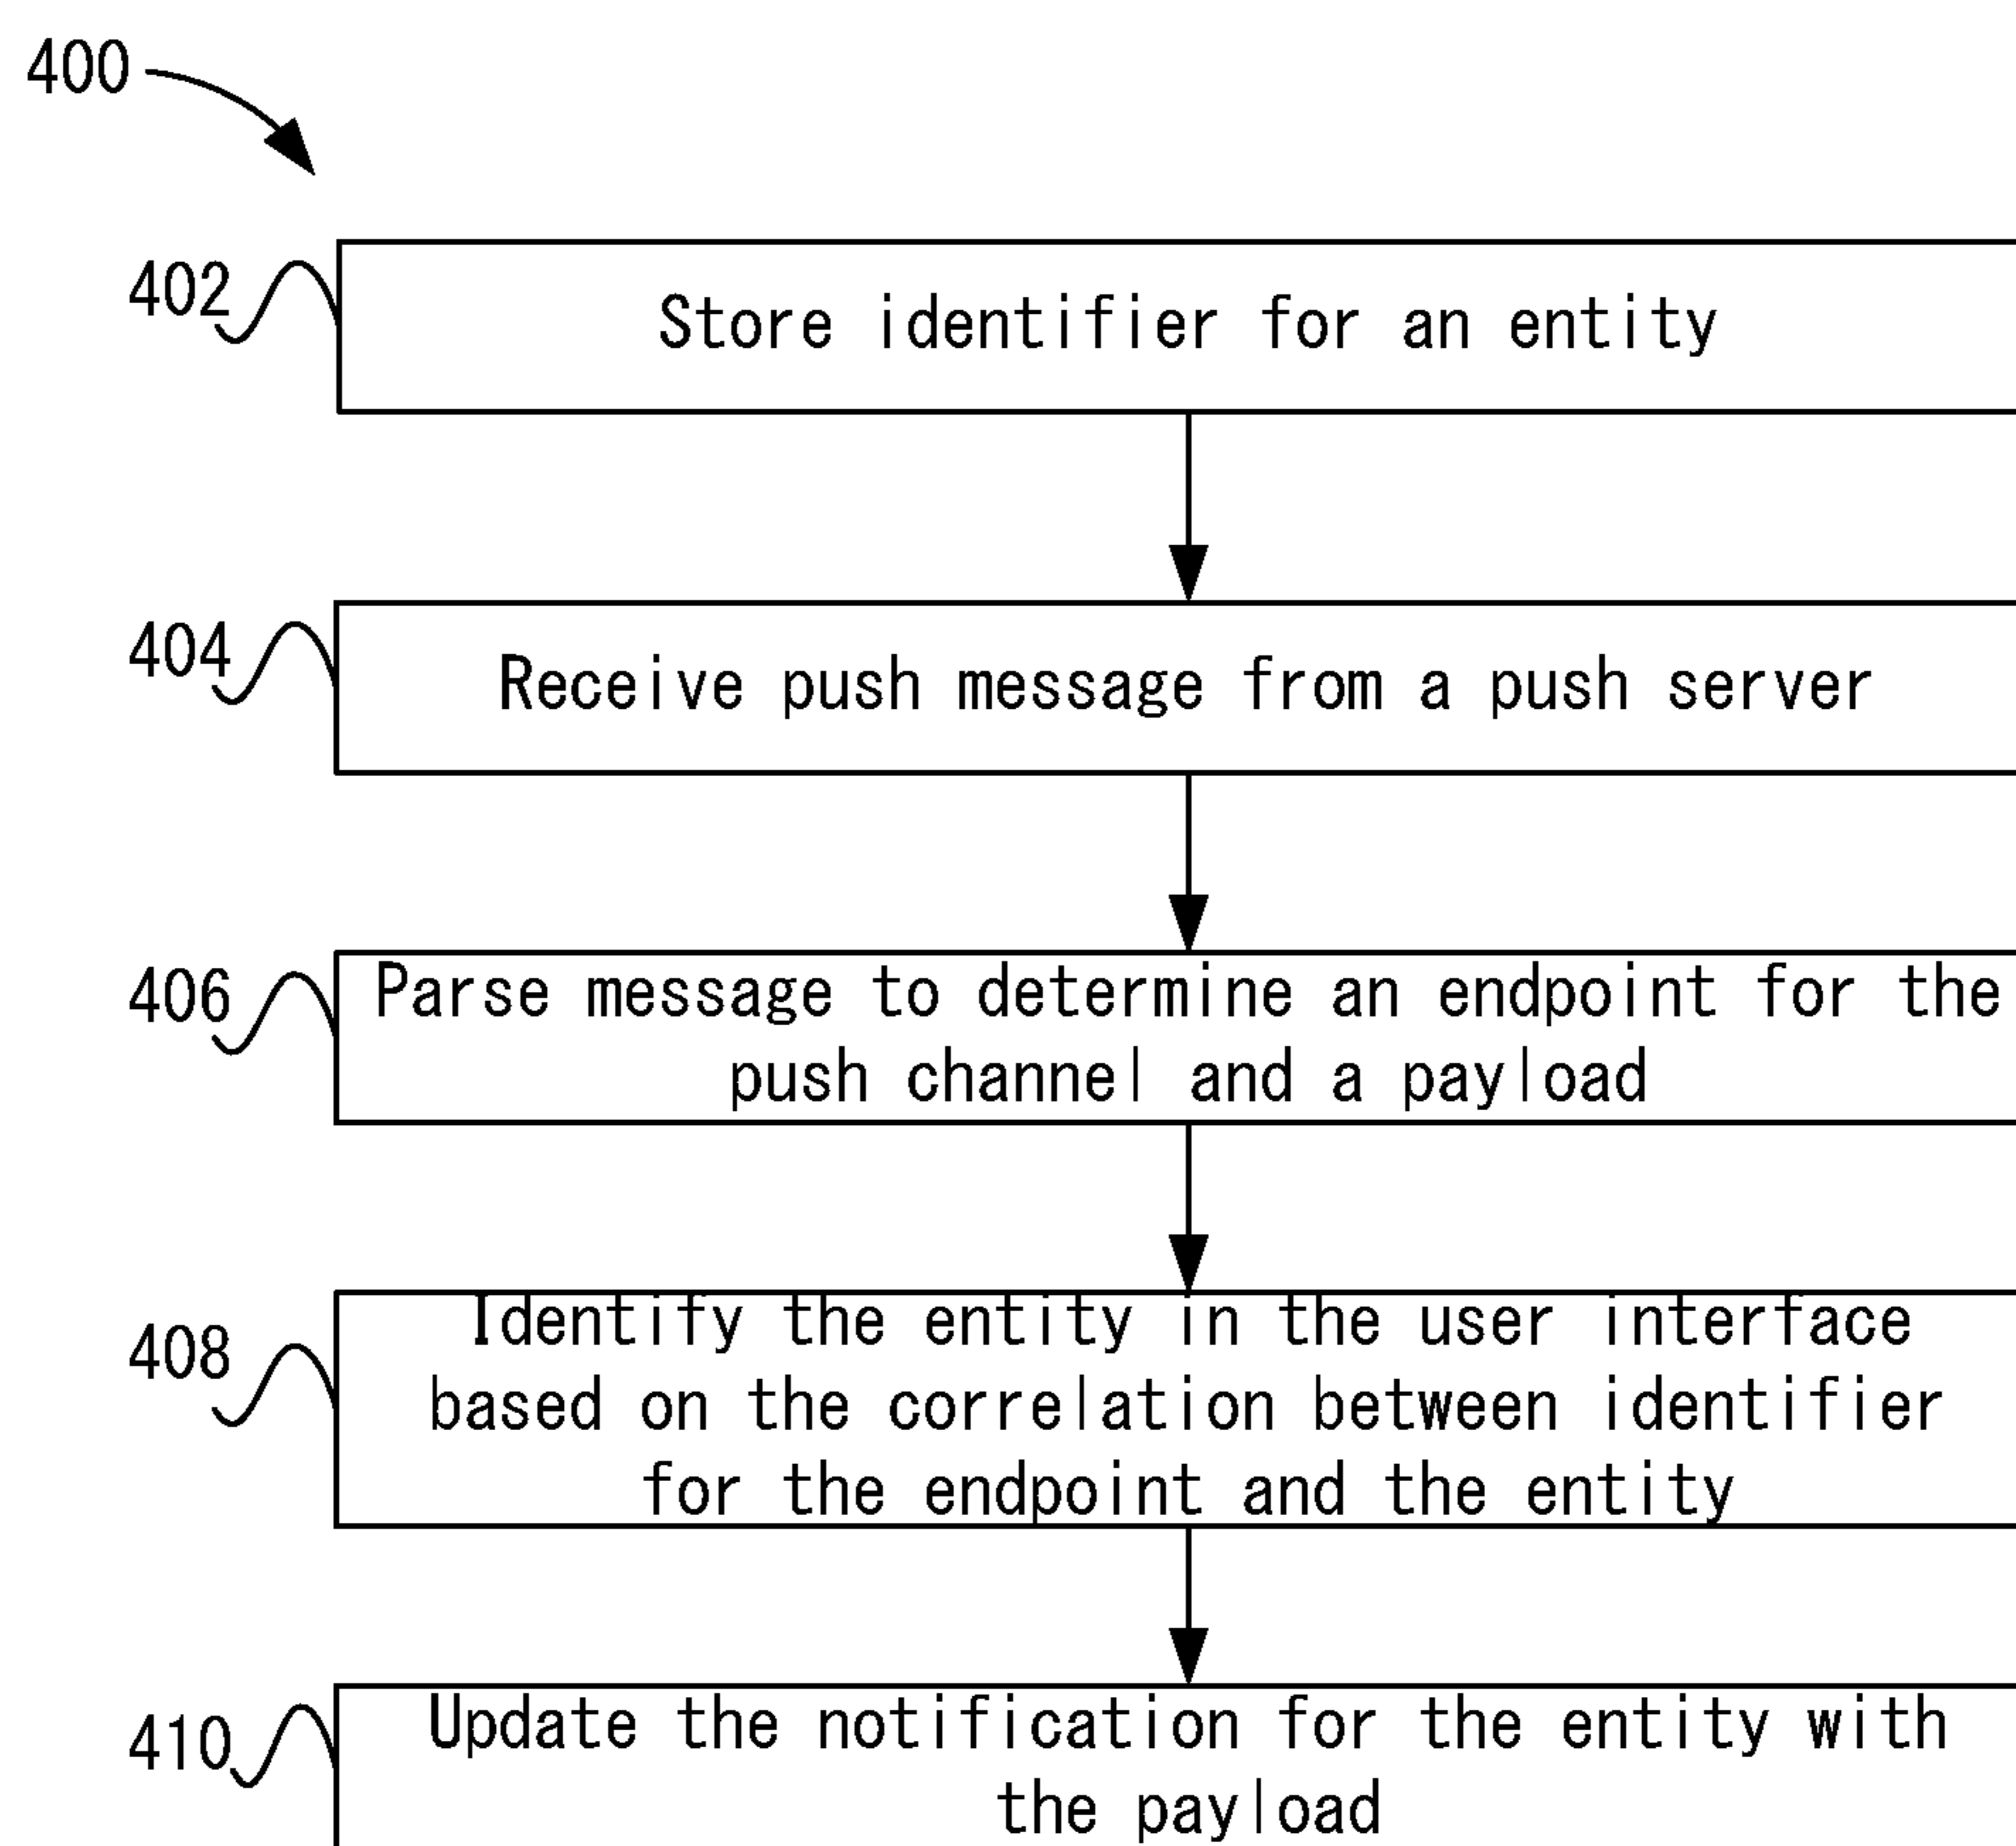 400
402
Store identifier for an entity
404
Receive push message from a push server
406
Parse message to determine an endpoint for the
push channel and a payload
408
Identify the entity in the user interface
based on the correlation between identifier
for the endpoint and the entity
410
Update the notification for the entity with
the payload